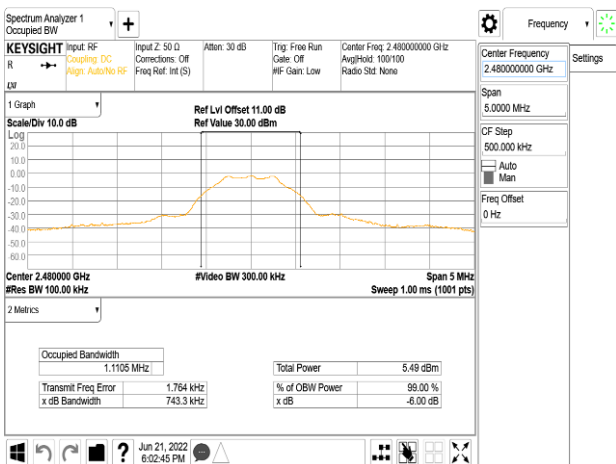 Spectrum Analyzer 1
Occupied BW
Frequency
KEYSIGHT
R
Input: RF
Coupling: DC
Align: Auto/No RF
Input Z: 50 Ω
Corrections: Off
Freq Ref: Int (S)
Atten: 30 dB
Trig: Free Run
Gate: Off
#IF Gain: Low
Center Freq: 2.480000000 GHz
Avg|Hold: 100/100
Radio Std: None
Center Frequency
2.480000000 GHz
Settings
Span
5.0000 MHz
CF Step
500.000 kHz
Auto
Man
Freq Offset
0 Hz
1 Graph
Scale/Div 10.0 dB
Ref Lvl Offset 11.00 dB
Ref Value 30.00 dBm
Log
20.0
10.0
0.00
-10.0
-20.0
-30.0
-40.0
-50.0
-60.0
Center 2.480000 GHz
#Res BW 100.00 kHz
#Video BW 300.00 kHz
Span 5 MHz
Sweep 1.00 ms (1001 pts)
2 Metrics
Occupied Bandwidth
1.1105 MHz
Total Power 5.49 dBm
Transmit Freq Error 1.764 kHz
% of OBW Power 99.00 %
x dB Bandwidth 743.3 kHz
x dB -6.00 dB
?
Jun 21, 2022
6:02:45 PM